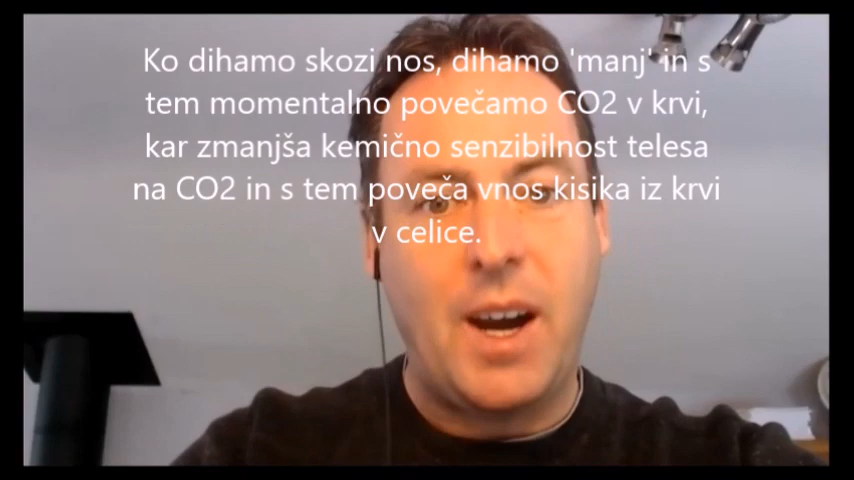 Ko dihamo skozi nos, dihamo 'manj' in s
tem momentalno povečamo CO2 v krvi,
kar zmanjša kemično senzibilnost telesa
na CO2 in s tem poveča vnos kisika iz krvi
v celice.